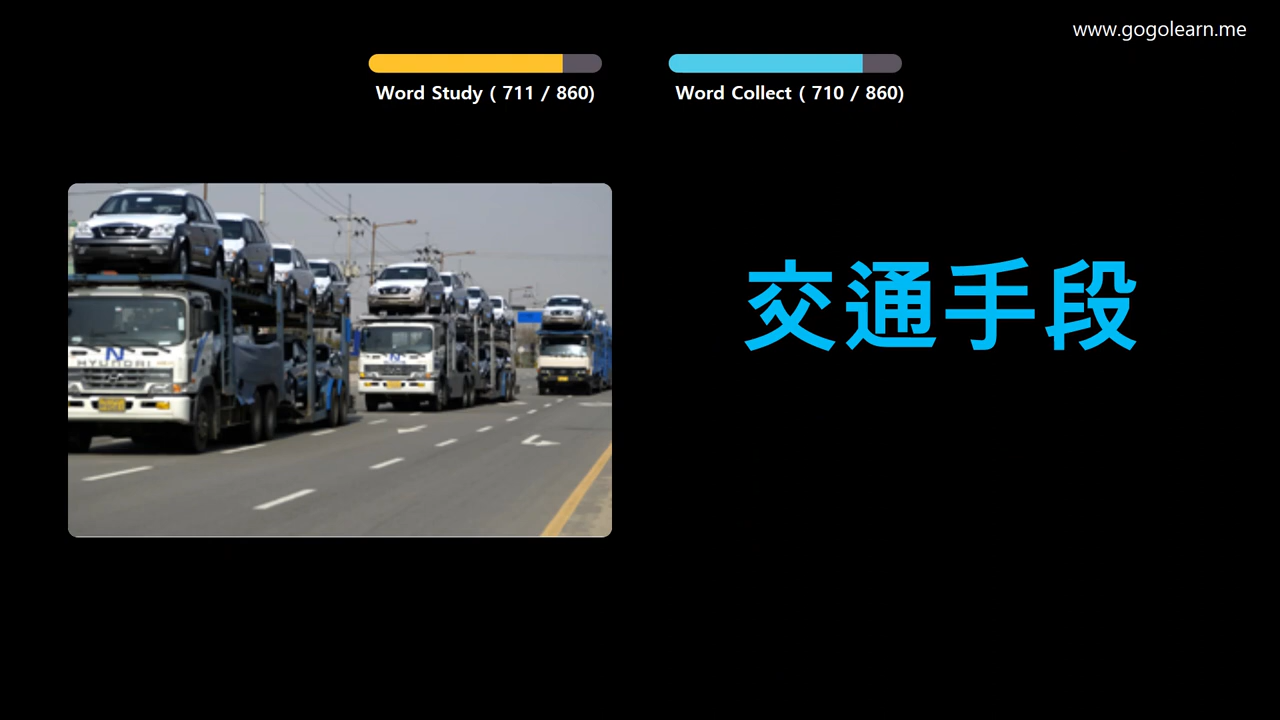 www.gogolearn.me
Word Study ( 711 / 860)
Word Collect ( 710 / 860)
交通手段
HYUNDAI